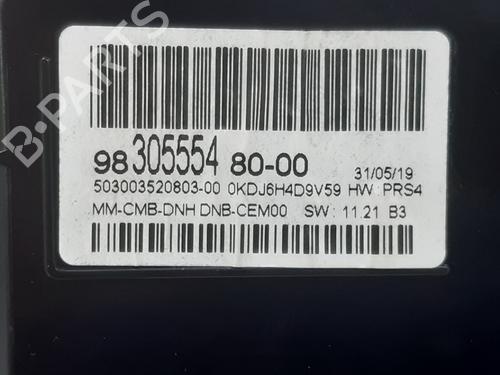 98 305554 80-00 31/05/19
503003520803-00 0KDJ6H4D9V59 HW : PRS4
MM-CMB-DNH DNB-CEM00 SW : 11.21 B3
B-PARTS